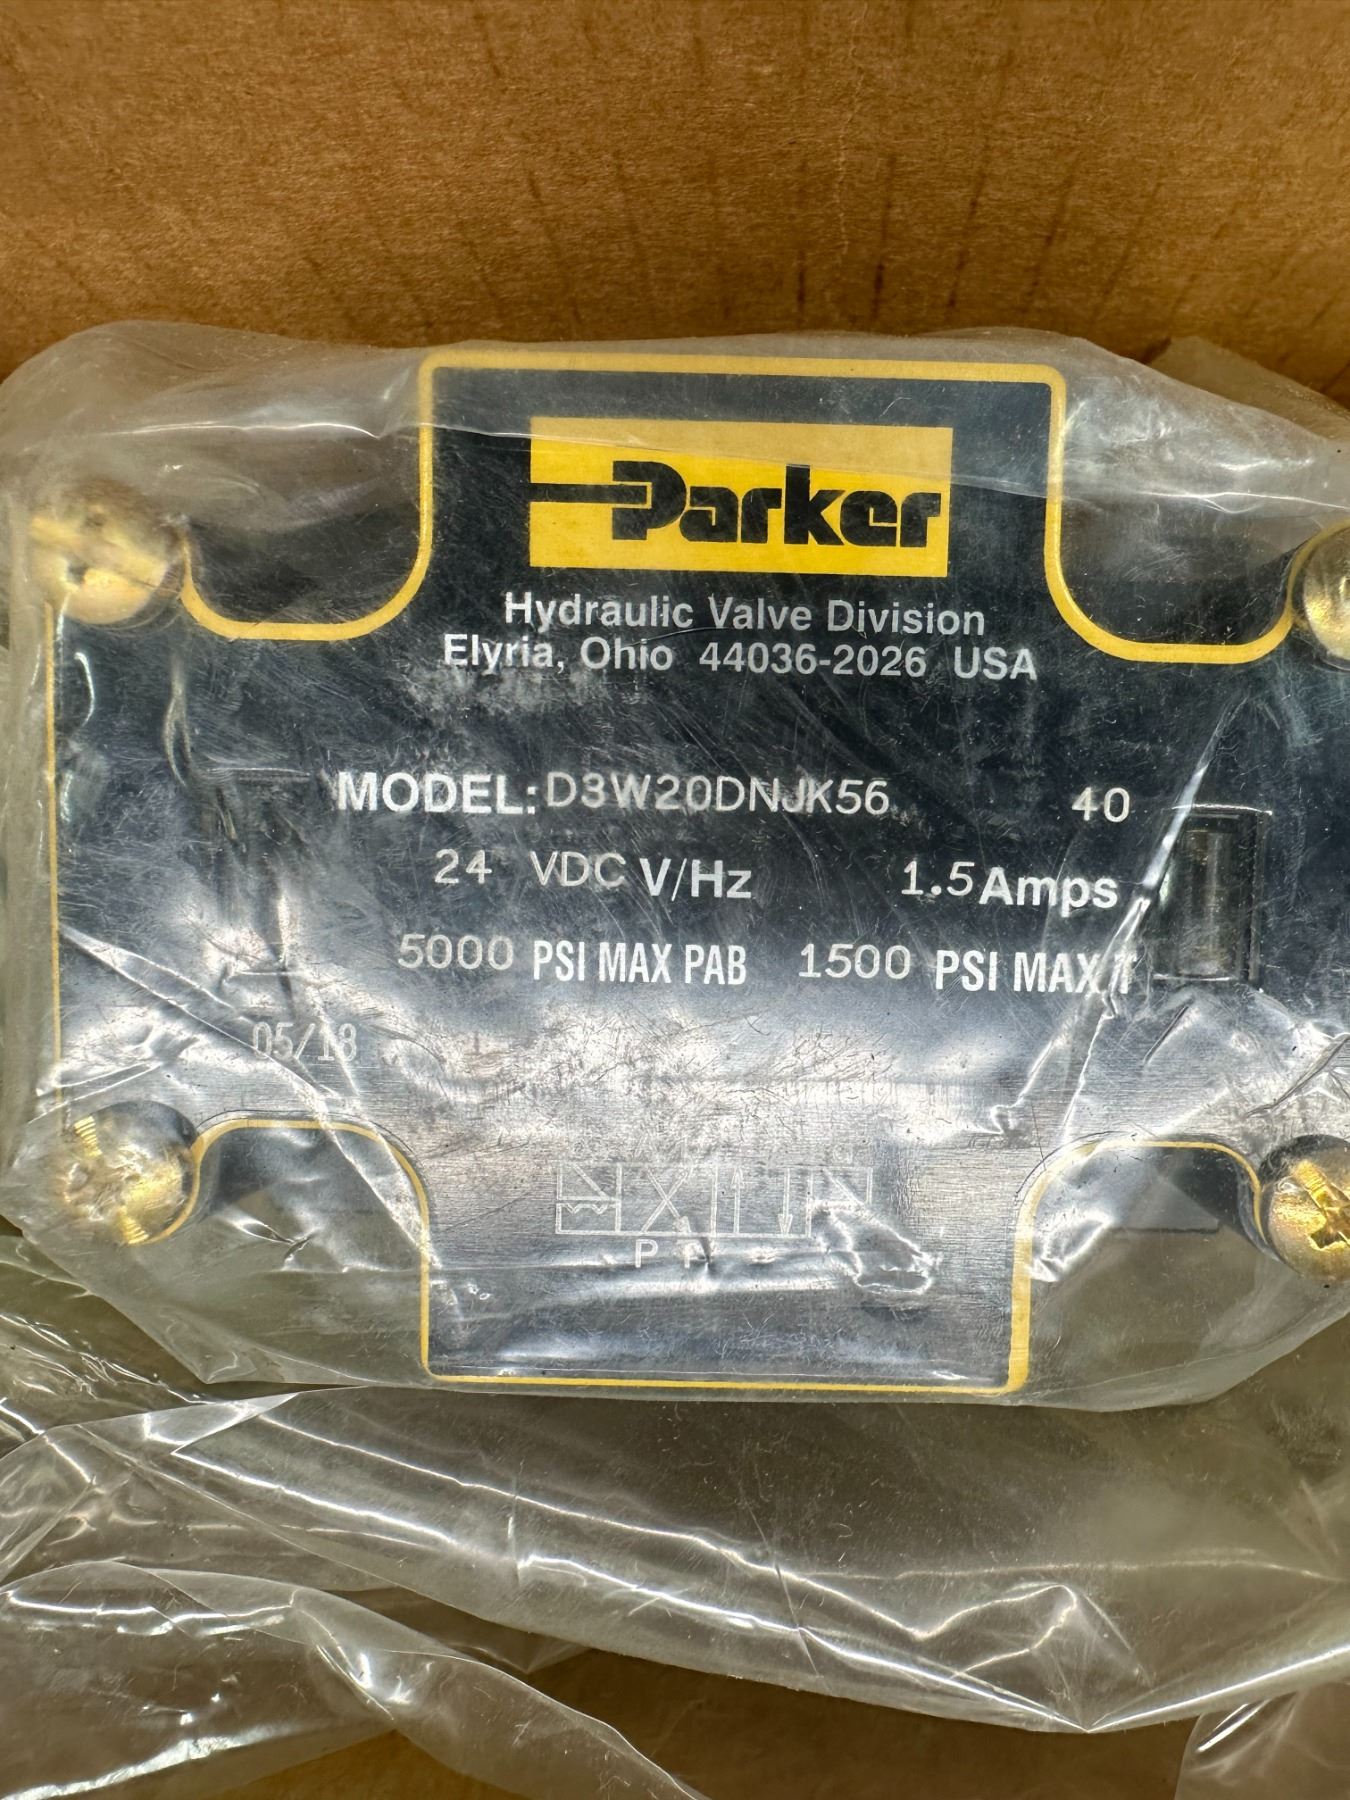 Parker
Hydraulic Valve Division
Elyria, Ohio 44036-2026 USA
MODEL: D3W20DNJK56 40
24 VDC V/Hz 1.5 Amps
5000 PSI MAX PAB 1500 PSI MAX T
05/18
P T